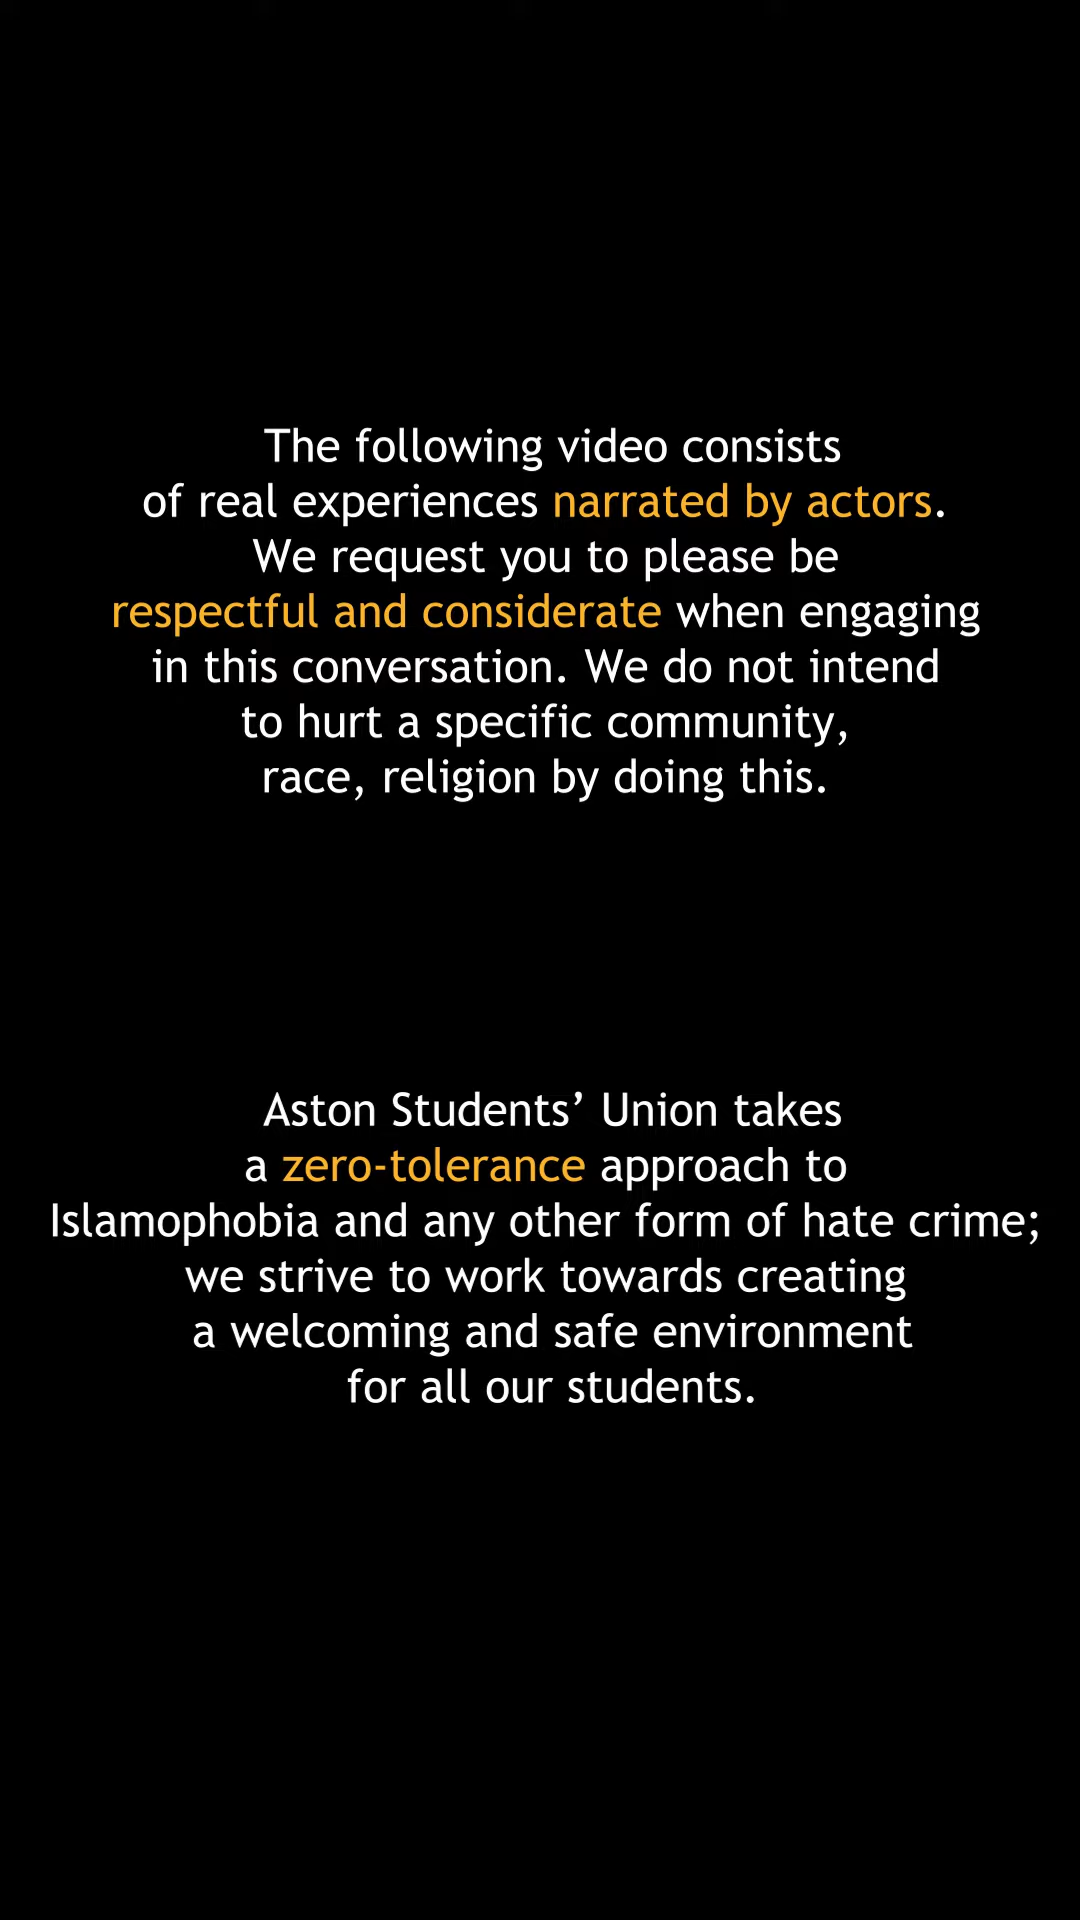 The following video consists
of real experiences narrated by actors.
We request you to please be
respectful and considerate when engaging
in this conversation. We do not intend
to hurt a specific community,
race, religion by doing this.
Aston Students’ Union takes
a zero-tolerance approach to
Islamophobia and any other form of hate crime;
we strive to work towards creating
a welcoming and safe environment
for all our students.